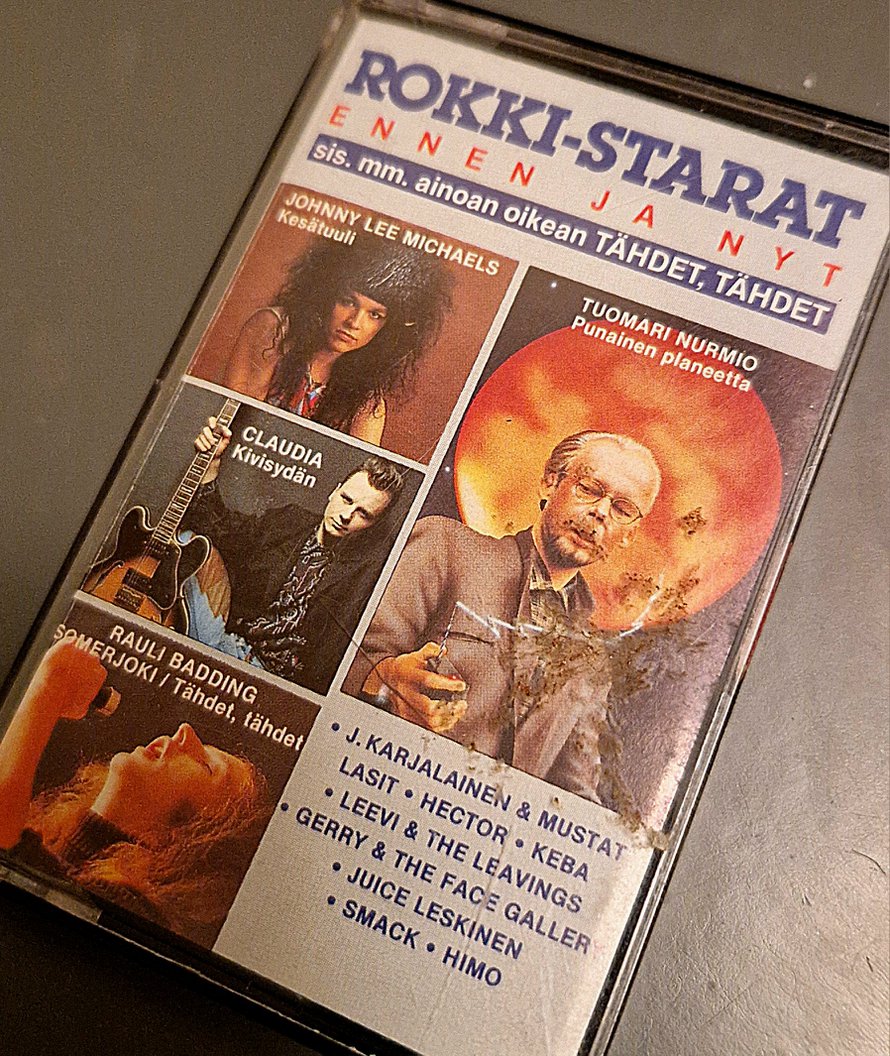 ROKKI-STARAT
ENNEN JA NYT
sis. mm. ainoan oikean TÄHDET, TÄHDET
JOHNNY LEE MICHAELS
Kesätuuli
TUOMARI NURMIO
Punainen planeetta
CLAUDIA
Kivisydän
RAULI BADDING
SOMERJOKI / Tähdet, tähdet
• J. KARJALAINEN & MUSTAT
LASIT • HECTOR • KEBA
• LEEVI & THE LEAVINGS
• GERRY & THE FACE GALLER
• JUICE LESKINEN
• SMACK • HIMO